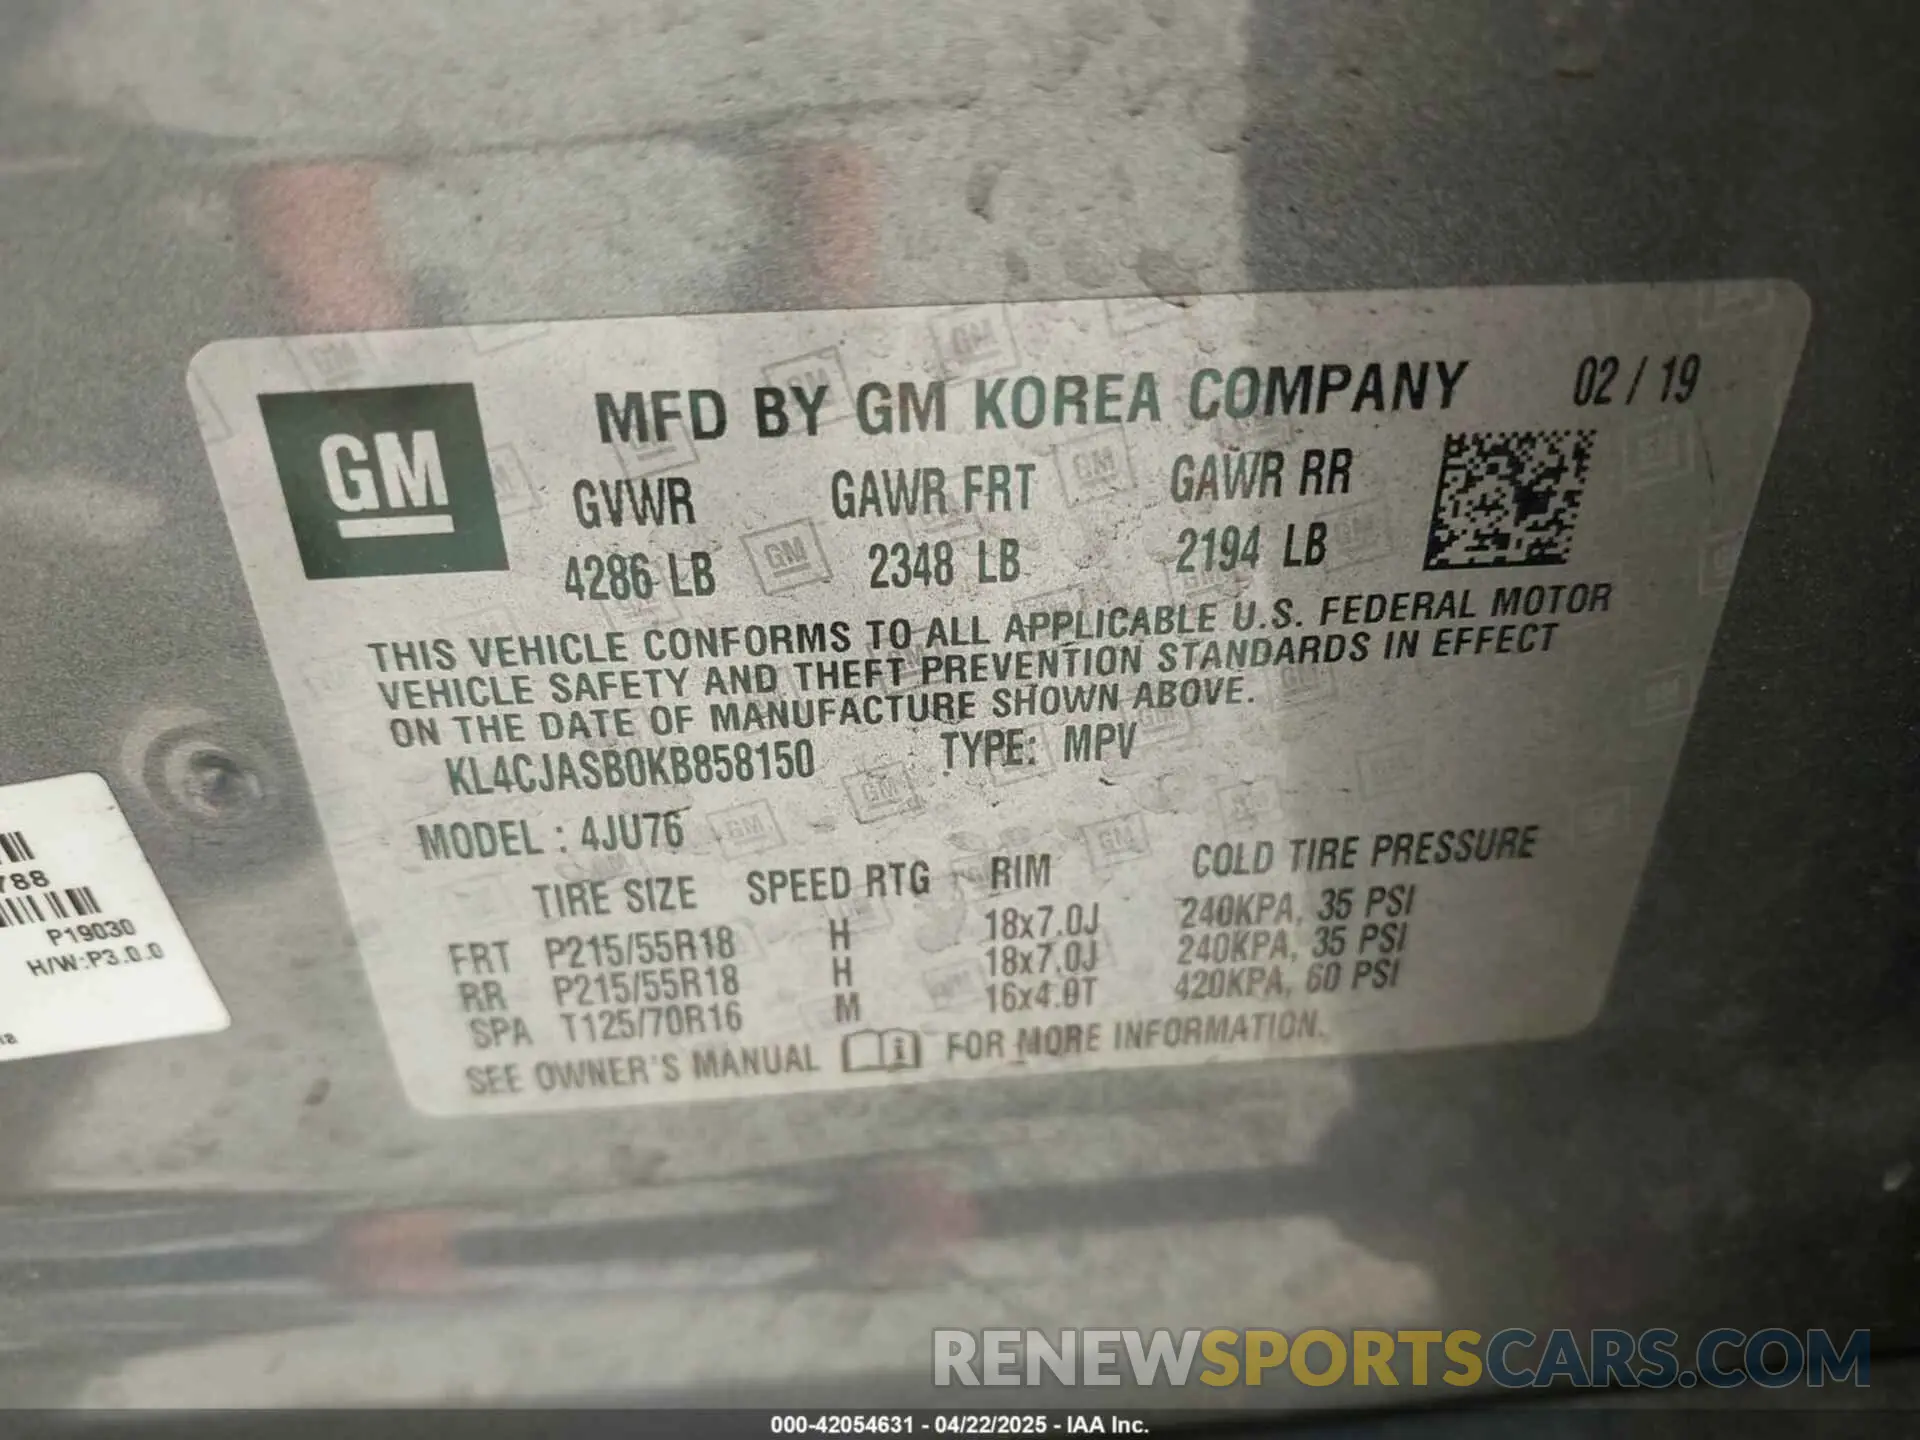 GM
MFD BY GM KOREA COMPANY 02 / 19
GVWR GAWR FRT GAWR RR
4286 LB 2348 LB 2194 LB
THIS VEHICLE CONFORMS TO ALL APPLICABLE U.S. FEDERAL MOTOR
VEHICLE SAFETY AND THEFT PREVENTION STANDARDS IN EFFECT
ON THE DATE OF MANUFACTURE SHOWN ABOVE.
KL4CJASB0KB858150 TYPE: MPV
MODEL : 4JU76
TIRE SIZE SPEED RTG RIM COLD TIRE PRESSURE
FRT P215/55R18 H 18x7.0J 240KPA, 35 PSI
RR P215/55R18 H 18x7.0J 240KPA, 35 PSI
SPA T125/70R16 M 16x4.0T 420KPA, 60 PSI
SEE OWNER'S MANUAL FOR MORE INFORMATION.
788
P19030
H/W:P3.0.0
RENEWSPORTSCARS.COM
000-42054631 - 04/22/2025 - IAA Inc.